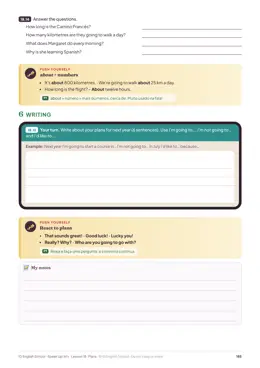 Answer the questions.
How long is the Camino Francés?
How many kilometres are they going to walk a day?
What does Margaret do every morning?
Why is she learning Spanish?
PUSH YOURSELF
about + numbers
• It's about 800 kilometres. · We're going to walk about 25 km a day.
• How long is the flight? – About twelve hours.
about + número = más o menos, cerca de.
6 WRITING
Your turn. Write about your plans for next year (6 sentences). Use I'm going to…, I'm not going to…
and I'd like to…
Example: Next year I'm going to start a course in… I'm not going to… In July I'd like to… because…
PUSH YOURSELF
React to plans
• That sounds great! · Good luck! · Lucky you!
• Really? Why? · Who are you going to go with?
My notes